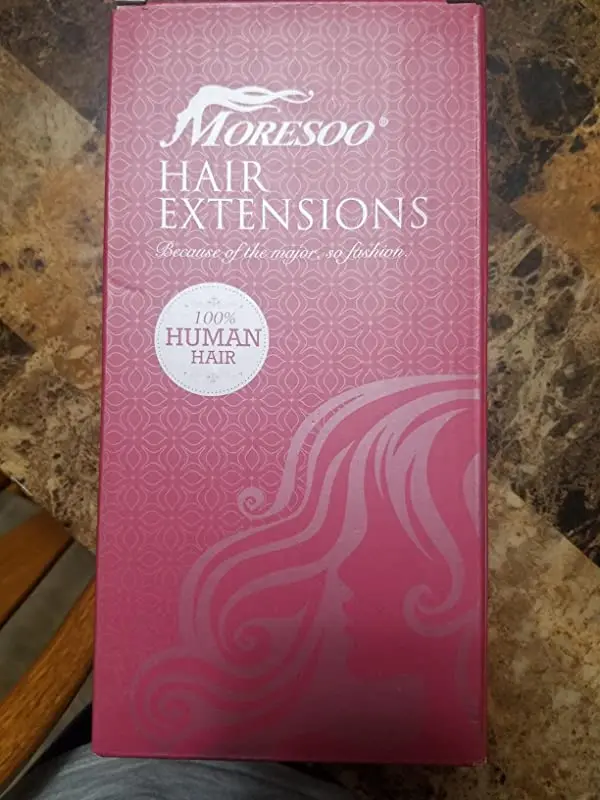 MORESOO®
HAIR
EXTENSIONS
Because of the major, so fashion.
100%
HUMAN
HAIR